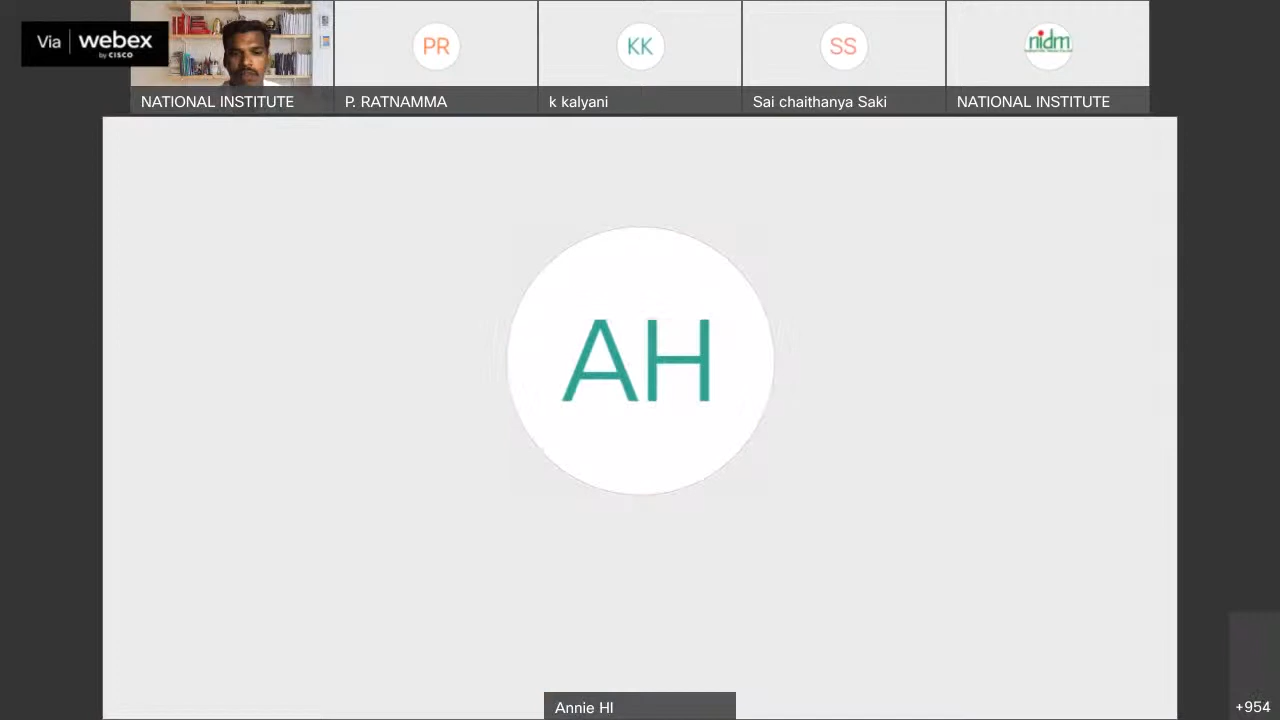 Via | webex
by CISCO
PR
KK
SS
nidm
NATIONAL INSTITUTE
P. RATNAMMA
k kalyani
Sai chaithanya Saki
NATIONAL INSTITUTE
AH
Annie HI
+954